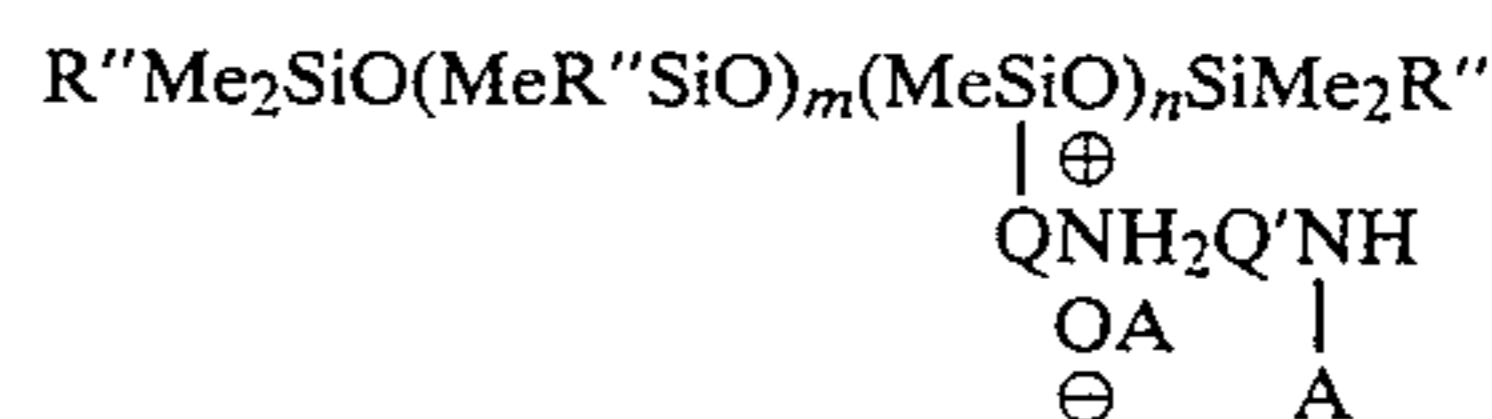 R″Me₂SiO(MeR″SiO)ₘ(MeSiO)ₙSiMe₂R″
⊕
QNH₂Q′NH
OA
⊖ A